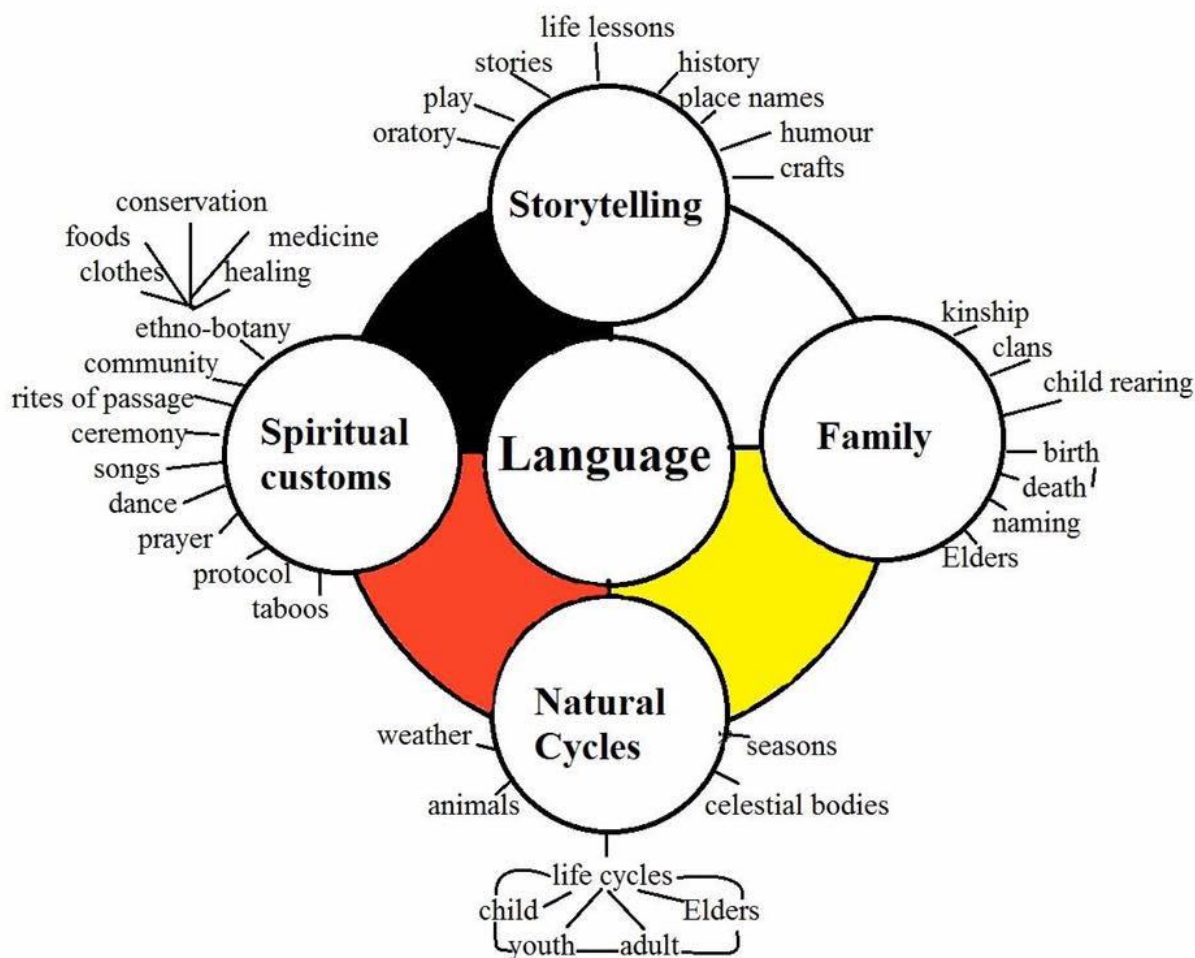 life lessons
stories
history
play
place names
oratory
humour
crafts
Storytelling
conservation
foods
medicine
clothes
healing
ethno-botany
community
rites of passage
ceremony
songs
dance
prayer
protocol
taboos
Spiritual
customs
Language
Family
kinship
clans
child rearing
birth
death
naming
Elders
Natural
Cycles
weather
animals
seasons
celestial bodies
life cycles
child
Elders
youth
adult